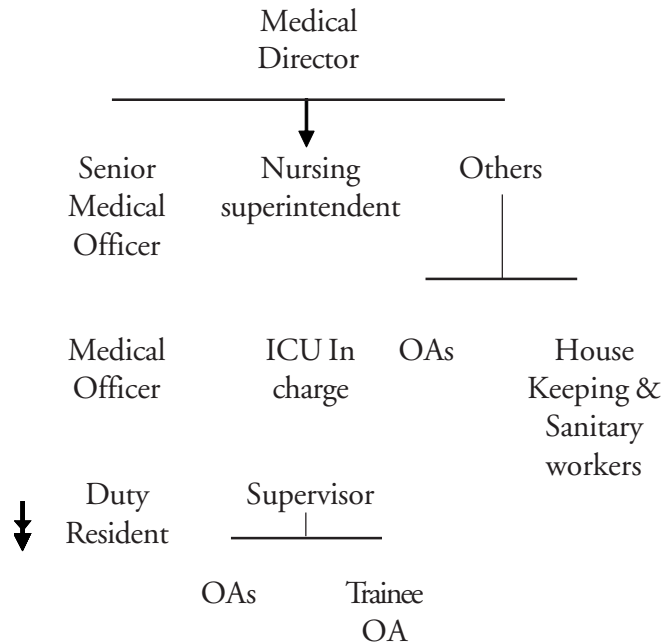 Medical
Director
Senior
Medical
Officer
Nursing
superintendent
Others
Medical
Officer
ICU In
charge
OAs
House
Keeping &
Sanitary
workers
Duty
Resident
Supervisor
OAs
Trainee
OA